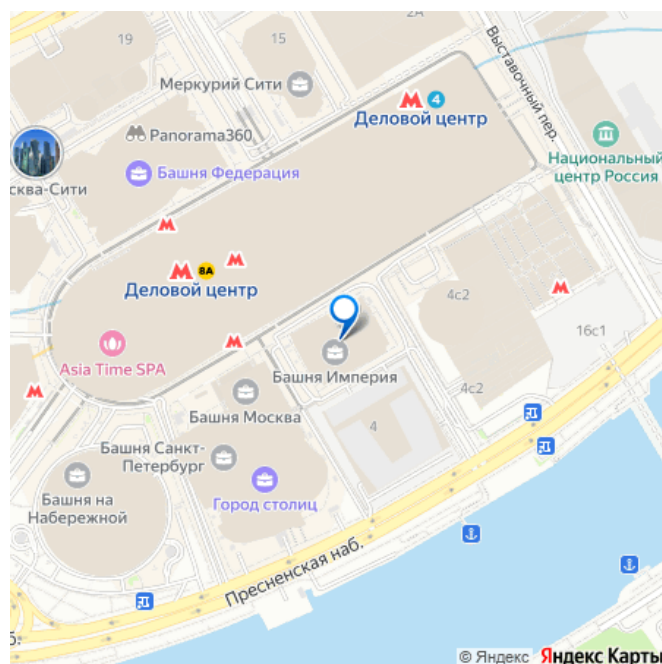 2А
19
15
Меркурий Сити
Выставочный пер.
4
Деловой центр
Panorama360
Национальный
центр Россия
сква-Сити
Башня Федерация
8А
Деловой центр
4с2
16с1
Asia Time SPA
Башня Империя
4с2
Башня Москва
4
Башня Санкт-
Петербург
Башня на
Набережной
Город столиц
Пресненская наб.
б.
© Яндекс Яндекс Карты